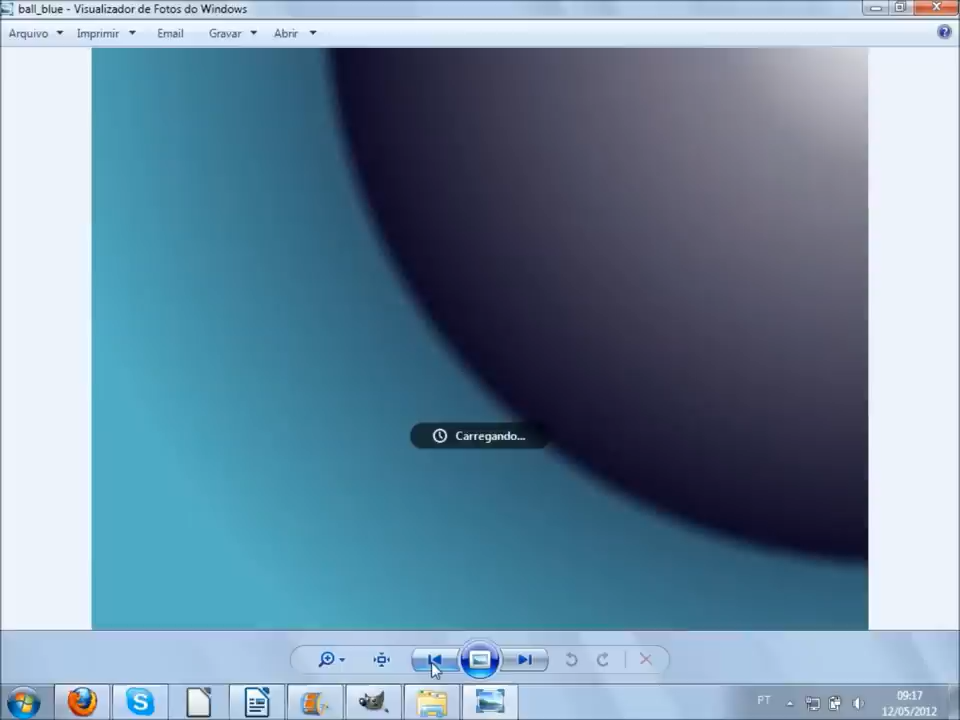 ball_blue - Visualizador de Fotos do Windows
Arquivo Imprimir Email Gravar Abrir
Carregando...
PT
09:17
12/05/2012